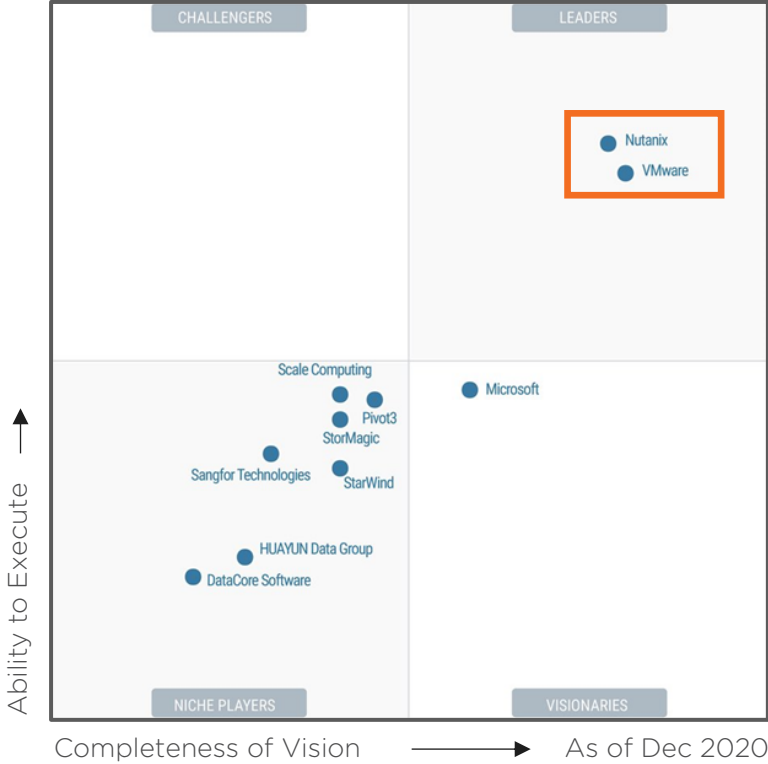 CHALLENGERS
LEADERS
Nutanix
VMware
Scale Computing
Microsoft
Pivot3
StorMagic
Sangfor Technologies
StarWind
HUAYUN Data Group
DataCore Software
Ability to Execute
NICHE PLAYERS
VISIONARIES
Completeness of Vision
As of Dec 2020